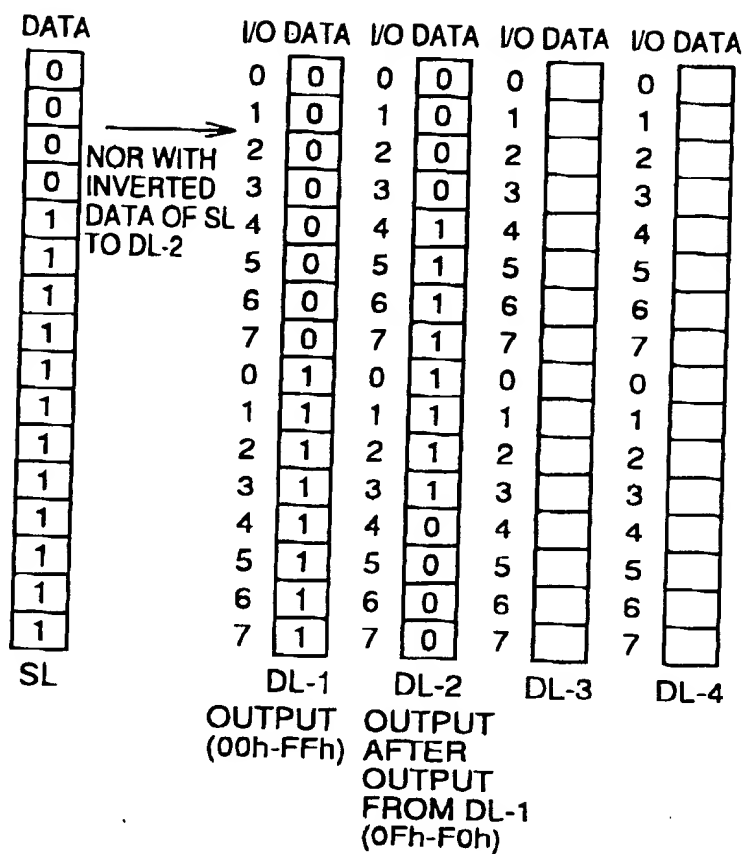 DATA I/O DATA I/O DATA I/O DATA I/O DATA
0 0 0 0 0 0 0
0 1 0 1 0 1 1
0 2 0 2 0 2 2
0 3 0 3 0 3 3
1 4 0 4 1 4 4
1 5 0 5 1 5 5
1 6 0 6 1 6 6
1 7 0 7 1 7 7
1 0 1 0 1 0 0
1 1 1 1 1 1 1
1 2 1 2 1 2 2
1 3 1 3 1 3 3
1 4 1 4 0 4 4
1 5 1 5 0 5 5
1 6 1 6 0 6 6
1 7 1 7 0 7 7
NOR WITH
INVERTED
DATA OF SL
TO DL-2
SL DL-1 DL-2 DL-3 DL-4
OUTPUT
(00h-FFh)
OUTPUT
AFTER
OUTPUT
FROM DL-1
(0Fh-F0h)